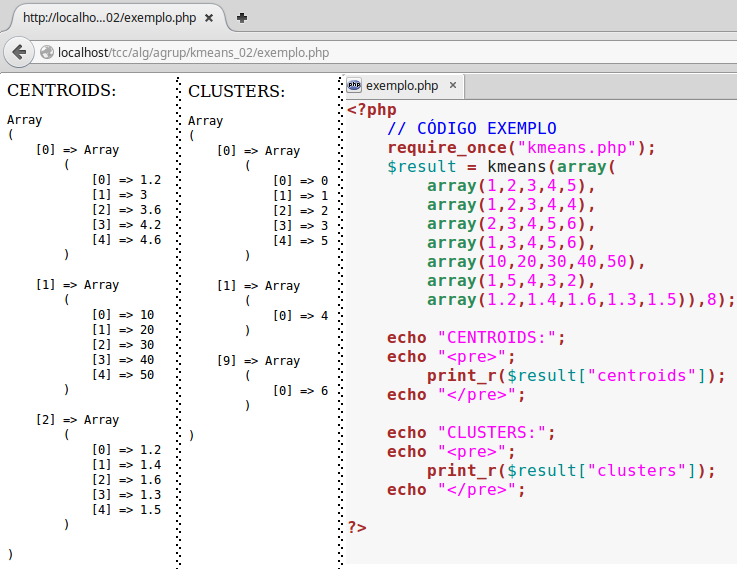 http://localho...02/exemplo.php
localhost/tcc/alg/agrup/kmeans_02/exemplo.php
CENTROIDS:
Array
(
[0] => Array
(
[0] => 1.2
[1] => 3
[2] => 3.6
[3] => 4.2
[4] => 4.6
)
[1] => Array
(
[0] => 10
[1] => 20
[2] => 30
[3] => 40
[4] => 50
)
[2] => Array
(
[0] => 1.2
[1] => 1.4
[2] => 1.6
[3] => 1.3
[4] => 1.5
)
)
CLUSTERS:
Array
(
[0] => Array
(
[0] => 0
[1] => 1
[2] => 2
[3] => 3
[4] => 5
)
[1] => Array
(
[0] => 4
)
[9] => Array
(
[0] => 6
)
)
php exemplo.php
<?php
// CÓDIGO EXEMPLO
require_once("kmeans.php");
$result = kmeans(array(
array(1,2,3,4,5),
array(1,2,3,4,4),
array(2,3,4,5,6),
array(1,3,4,5,6),
array(10,20,30,40,50),
array(1,5,4,3,2),
array(1.2,1.4,1.6,1.3,1.5)),8);
echo "CENTROIDS:";
echo "<pre>";
print_r($result["centroids"]);
echo "</pre>";
echo "CLUSTERS:";
echo "<pre>";
print_r($result["clusters"]);
echo "</pre>";
?>